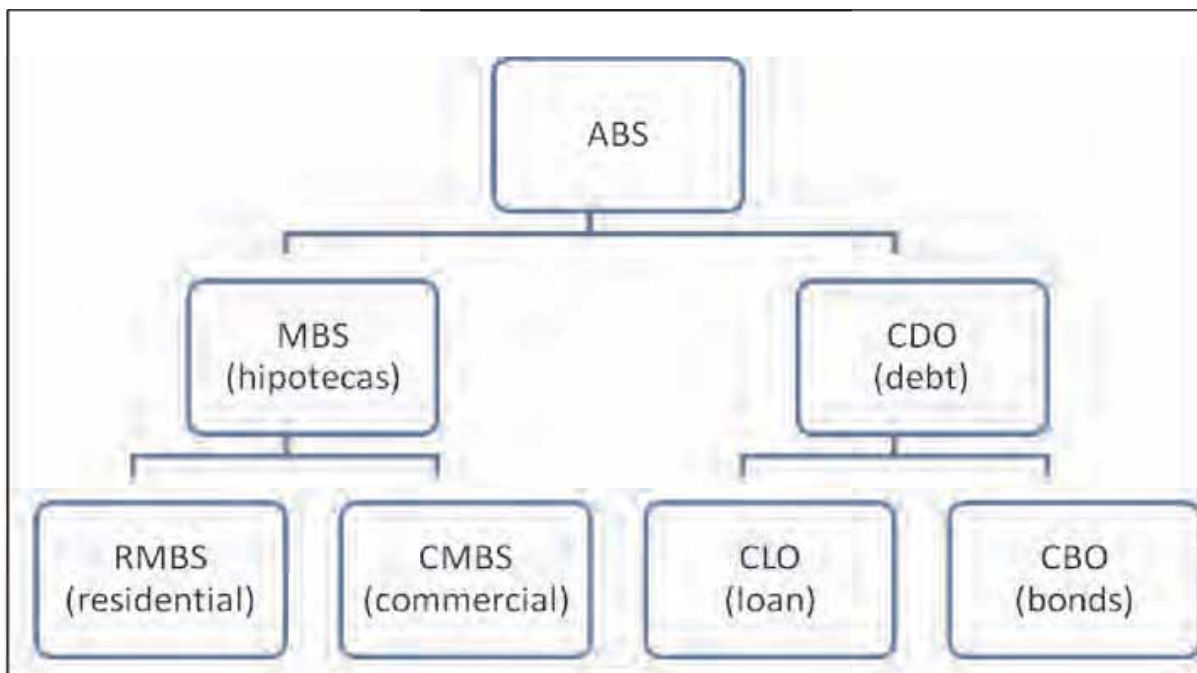 ABS
MBS
(hipotecas)
CDO
(debt)
RMBS
(residential)
CMBS
(commercial)
CLO
(loan)
CBO
(bonds)